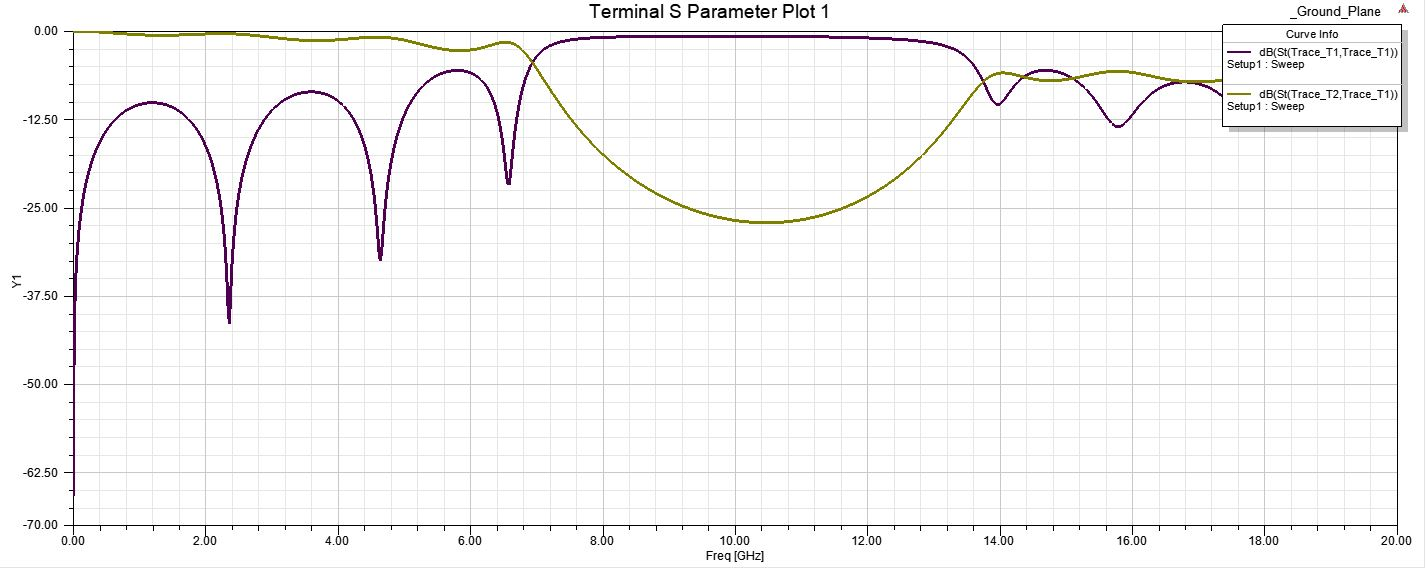 Terminal S Parameter Plot 1
_Ground_Plane
Curve Info
dB(St(Trace_T1,Trace_T1))
Setup1 : Sweep
dB(St(Trace_T2,Trace_T1))
Setup1 : Sweep
Y1
0.00
-12.50
-25.00
-37.50
-50.00
-62.50
-70.00
0.00 2.00 4.00 6.00 8.00 10.00 12.00 14.00 16.00 18.00 20.00
Freq [GHz]